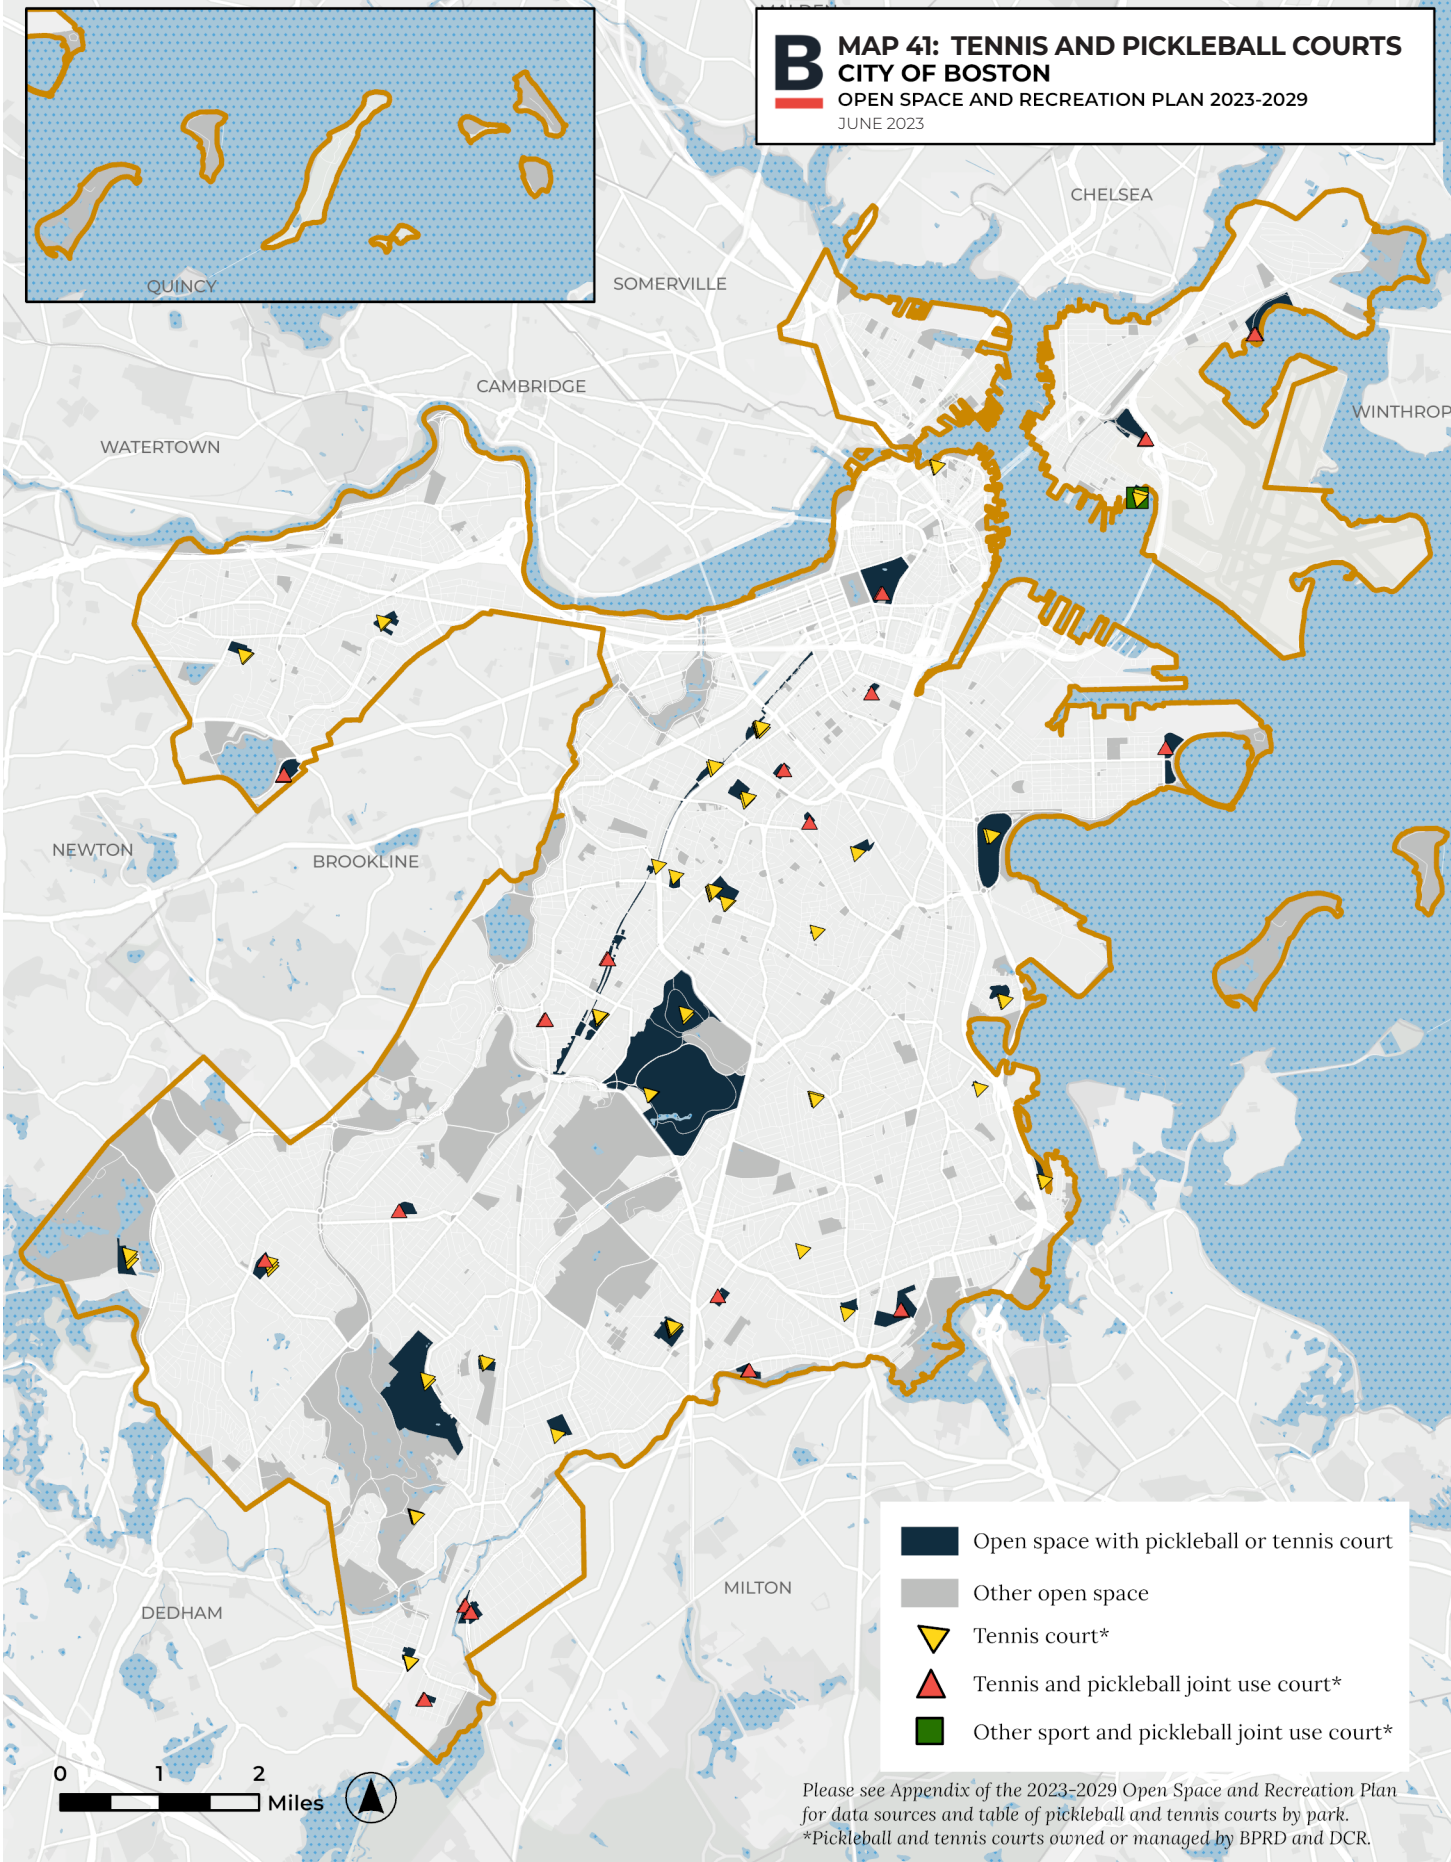 B
MAP 41: TENNIS AND PICKLEBALL COURTS
CITY OF BOSTON
OPEN SPACE AND RECREATION PLAN 2023-2029
JUNE 2023
MALDEN
CHELSEA
QUINCY
SOMERVILLE
CAMBRIDGE
WINTHROP
WATERTOWN
NEWTON
BROOKLINE
MILTON
DEDHAM
Open space with pickleball or tennis court
Other open space
Tennis court*
Tennis and pickleball joint use court*
Other sport and pickleball joint use court*
0 1 2
Miles
Please see Appendix of the 2023-2029 Open Space and Recreation Plan
for data sources and table of pickleball and tennis courts by park.
*Pickleball and tennis courts owned or managed by BPRD and DCR.